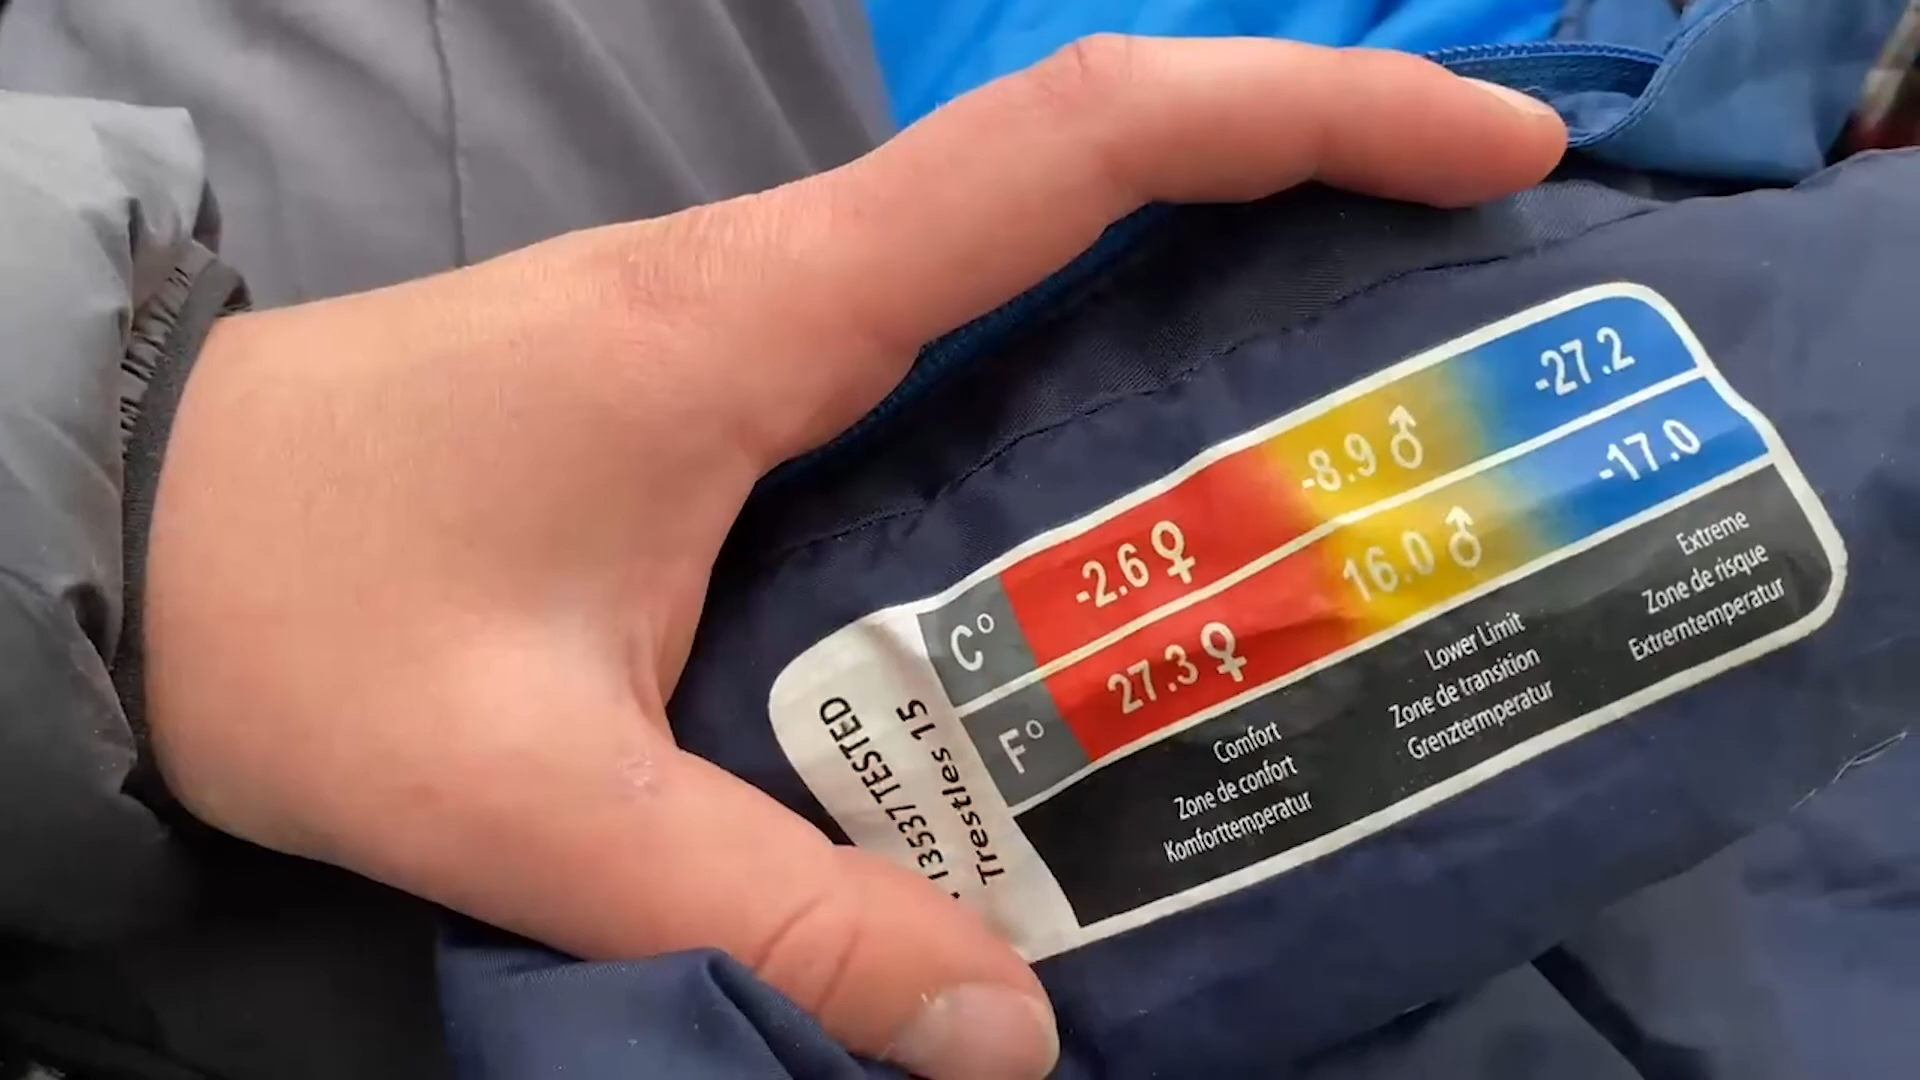 13537 TESTED
Trestles 15
C° -2.6 ♀ -8.9 ♂ -27.2
F° 27.3 ♀ 16.0 ♂ -17.0
Comfort
Zone de confort
Komforttemperatur
Lower Limit
Zone de transition
Grenztermperatur
Extreme
Zone de risque
Extremtemperatur